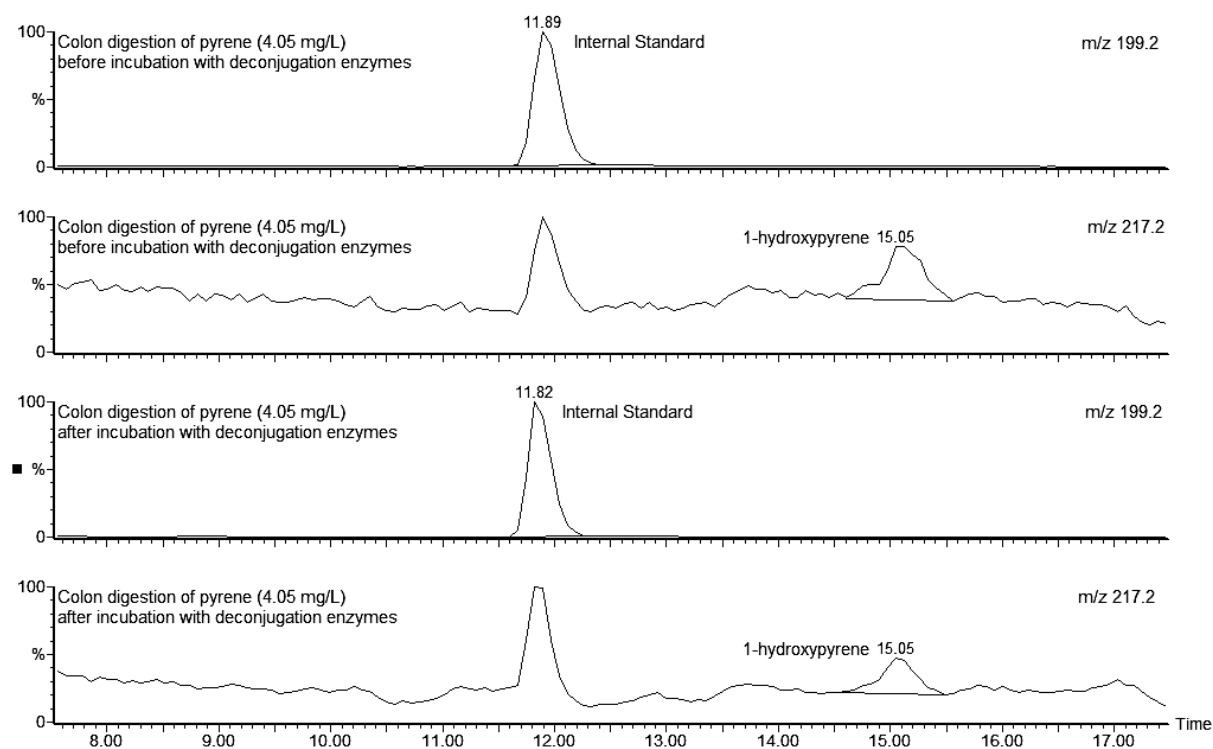 11.89
100
Colon digestion of pyrene (4.05 mg/L)
before incubation with deconjugation enzymes
Internal Standard
m/z 199.2
%
0
100
Colon digestion of pyrene (4.05 mg/L)
before incubation with deconjugation enzymes
m/z 217.2
1-hydroxypyrene 15.05
%
0
11.82
100
Colon digestion of pyrene (4.05 mg/L)
after incubation with deconjugation enzymes
Internal Standard
m/z 199.2
%
0
100
Colon digestion of pyrene (4.05 mg/L)
after incubation with deconjugation enzymes
m/z 217.2
1-hydroxypyrene 15.05
%
0
Time
8.00 9.00 10.00 11.00 12.00 13.00 14.00 15.00 16.00 17.00